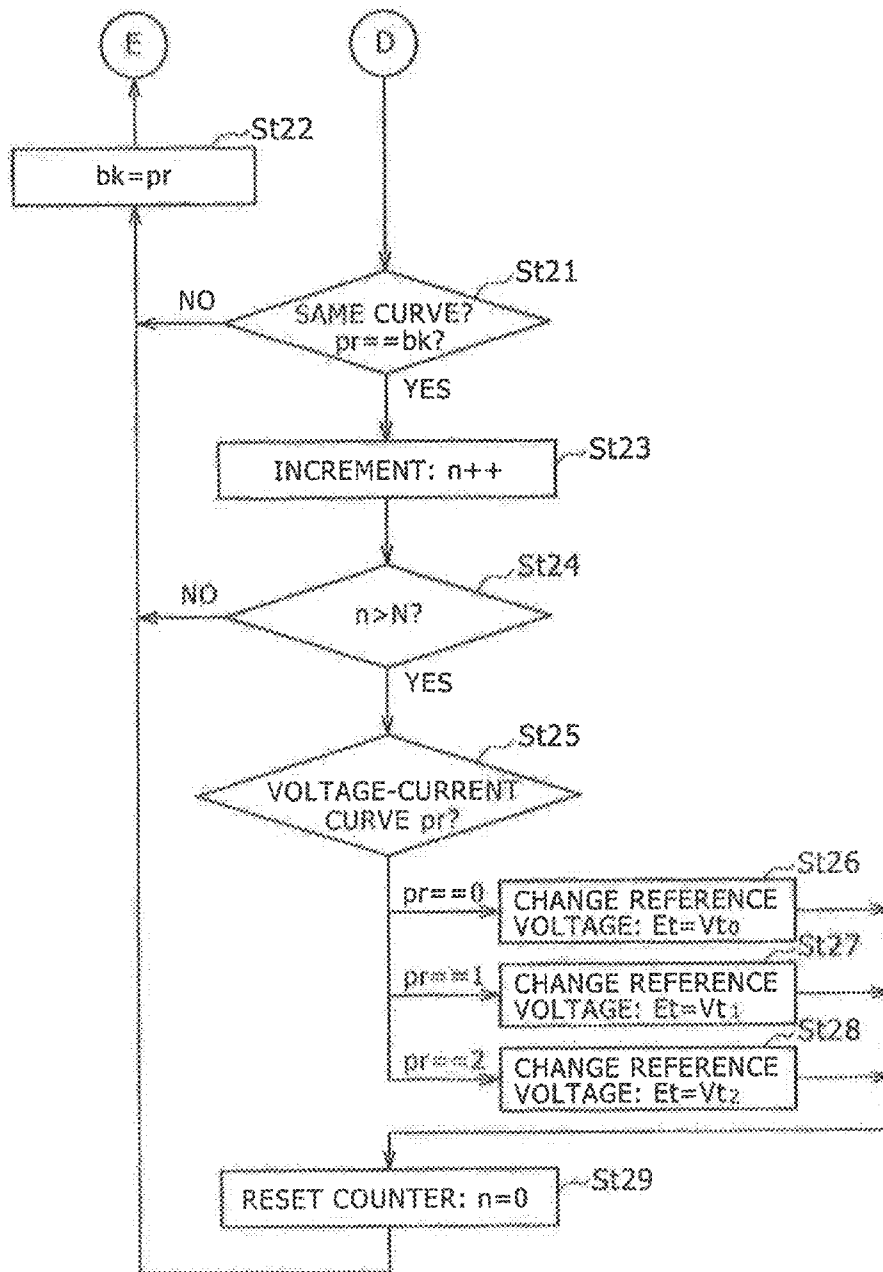 E
D
St22
bk=pr
St21
NO
SAME CURVE?
pr==bk?
YES
St23
INCREMENT: n++
St24
NO
n>N?
YES
St25
VOLTAGE-CURRENT
CURVE pr?
St26
pr==0
CHANGE REFERENCE
VOLTAGE: Et=Vt₀
St27
pr==1
CHANGE REFERENCE
VOLTAGE: Et=Vt₁
St28
pr==2
CHANGE REFERENCE
VOLTAGE: Et=Vt₂
St29
RESET COUNTER: n=0